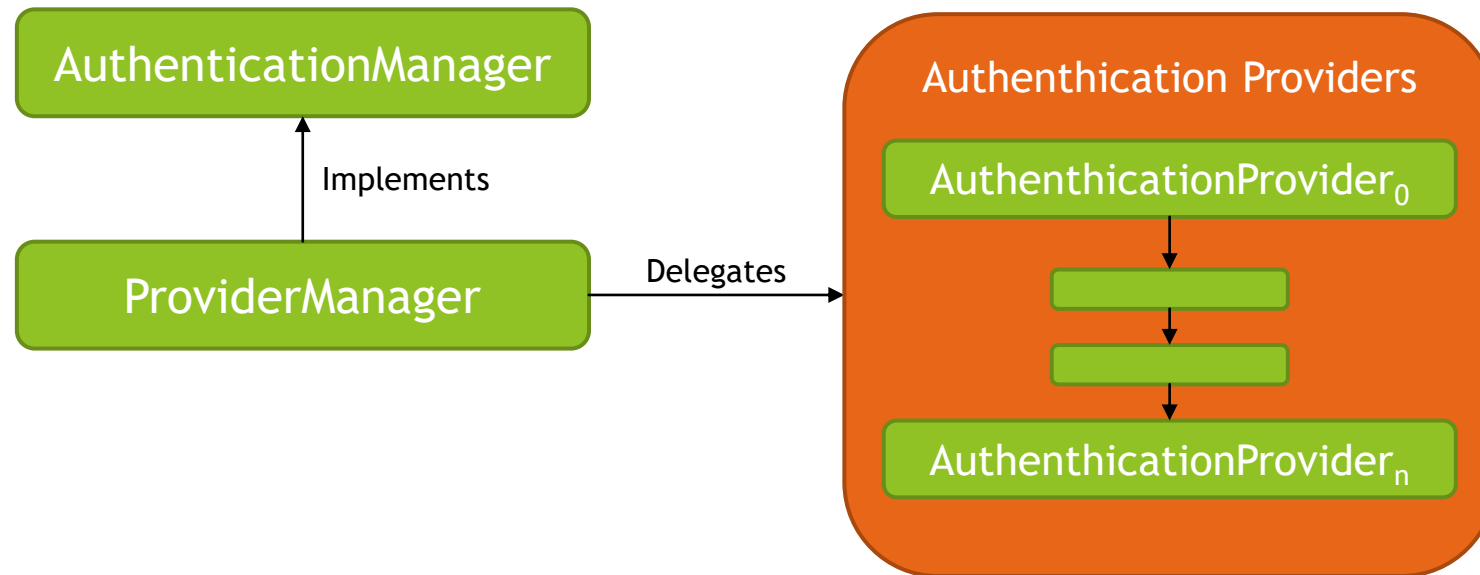 AuthenticationManager
Implements
ProviderManager
Delegates
Authenthication Providers
AuthenthicationProvider₀
AuthenthicationProviderₙ